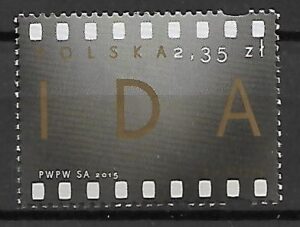 POLSKA 2,35 zł
IDA
PWPW SA 2015